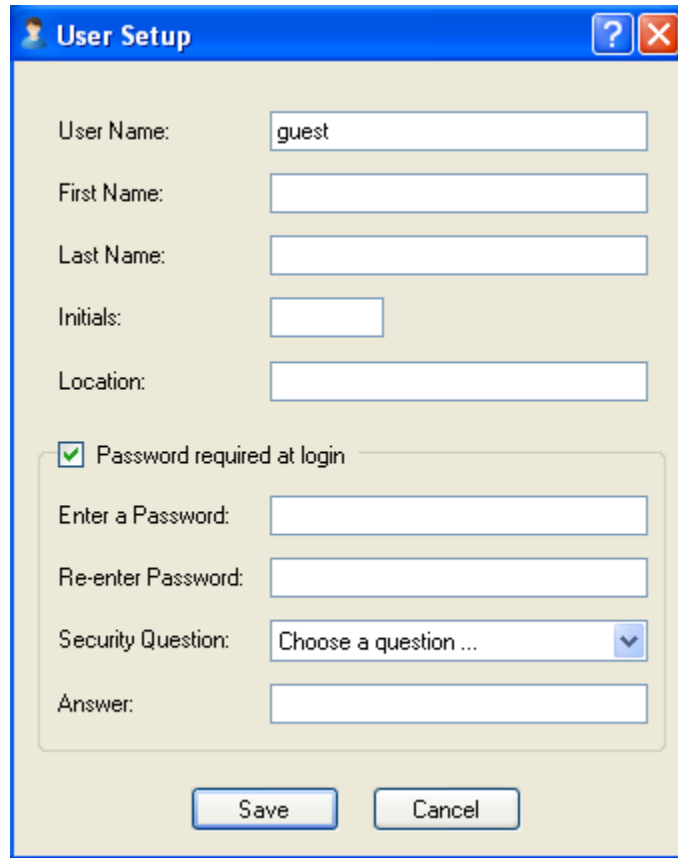 User Setup
User Name: guest
First Name:
Last Name:
Initials:
Location:
Password required at login
Enter a Password:
Re-enter Password:
Security Question: Choose a question ...
Answer:
Save Cancel